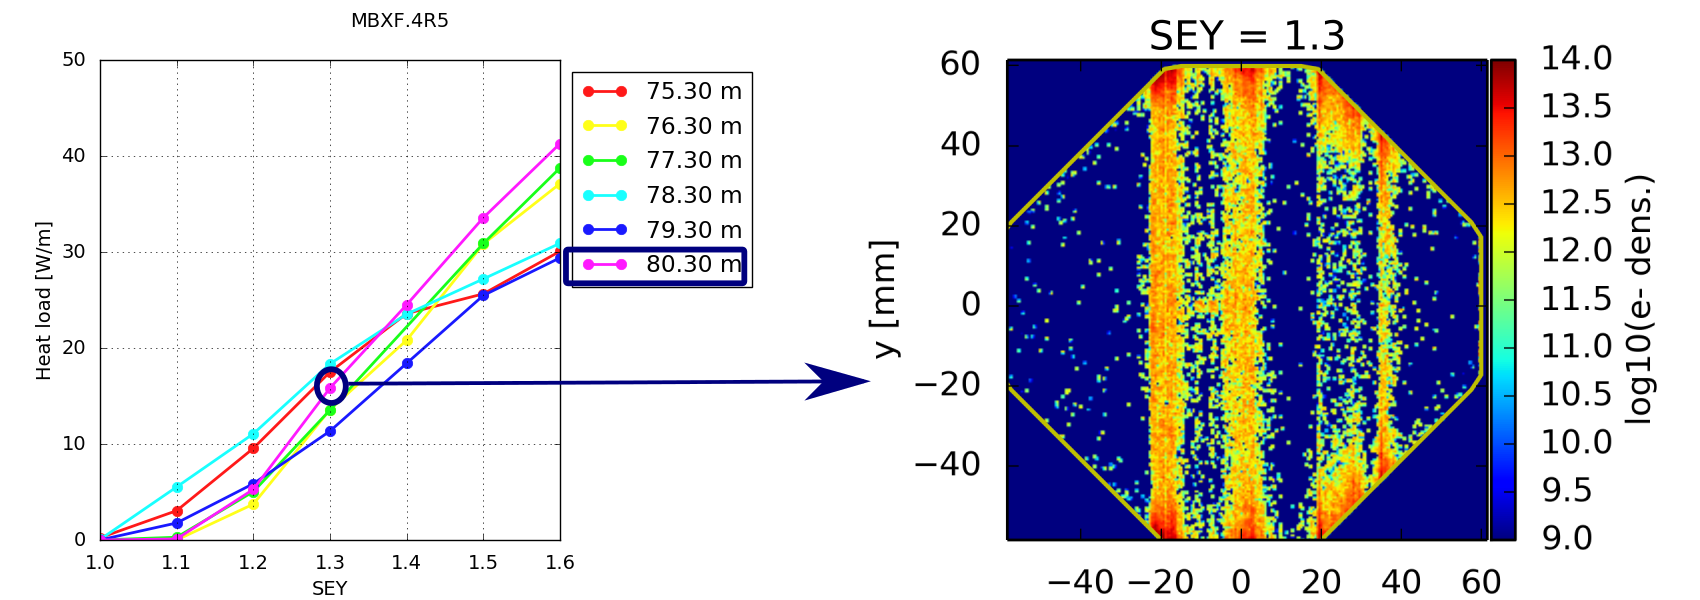 MBXF.4R5
50
40
30
20
10
0
Heat load [W/m]
1.0 1.1 1.2 1.3 1.4 1.5 1.6
SEY
75.30 m
76.30 m
77.30 m
78.30 m
79.30 m
80.30 m
SEY = 1.3
60
40
20
0
−20
−40
y [mm]
−40 −20 0 20 40 60
14.0
13.5
13.0
12.5
12.0
11.5
11.0
10.5
10.0
9.5
9.0
log10(e- dens.)